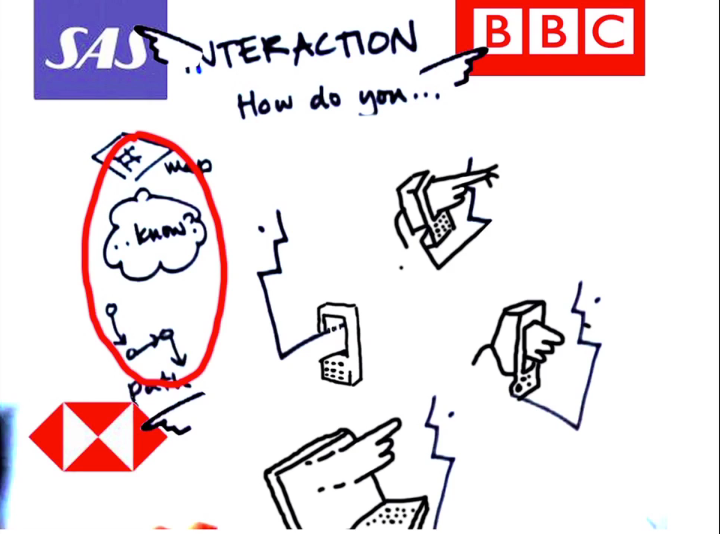 SAS
BBC
INTERACTION
How do you...
map
..know?
path